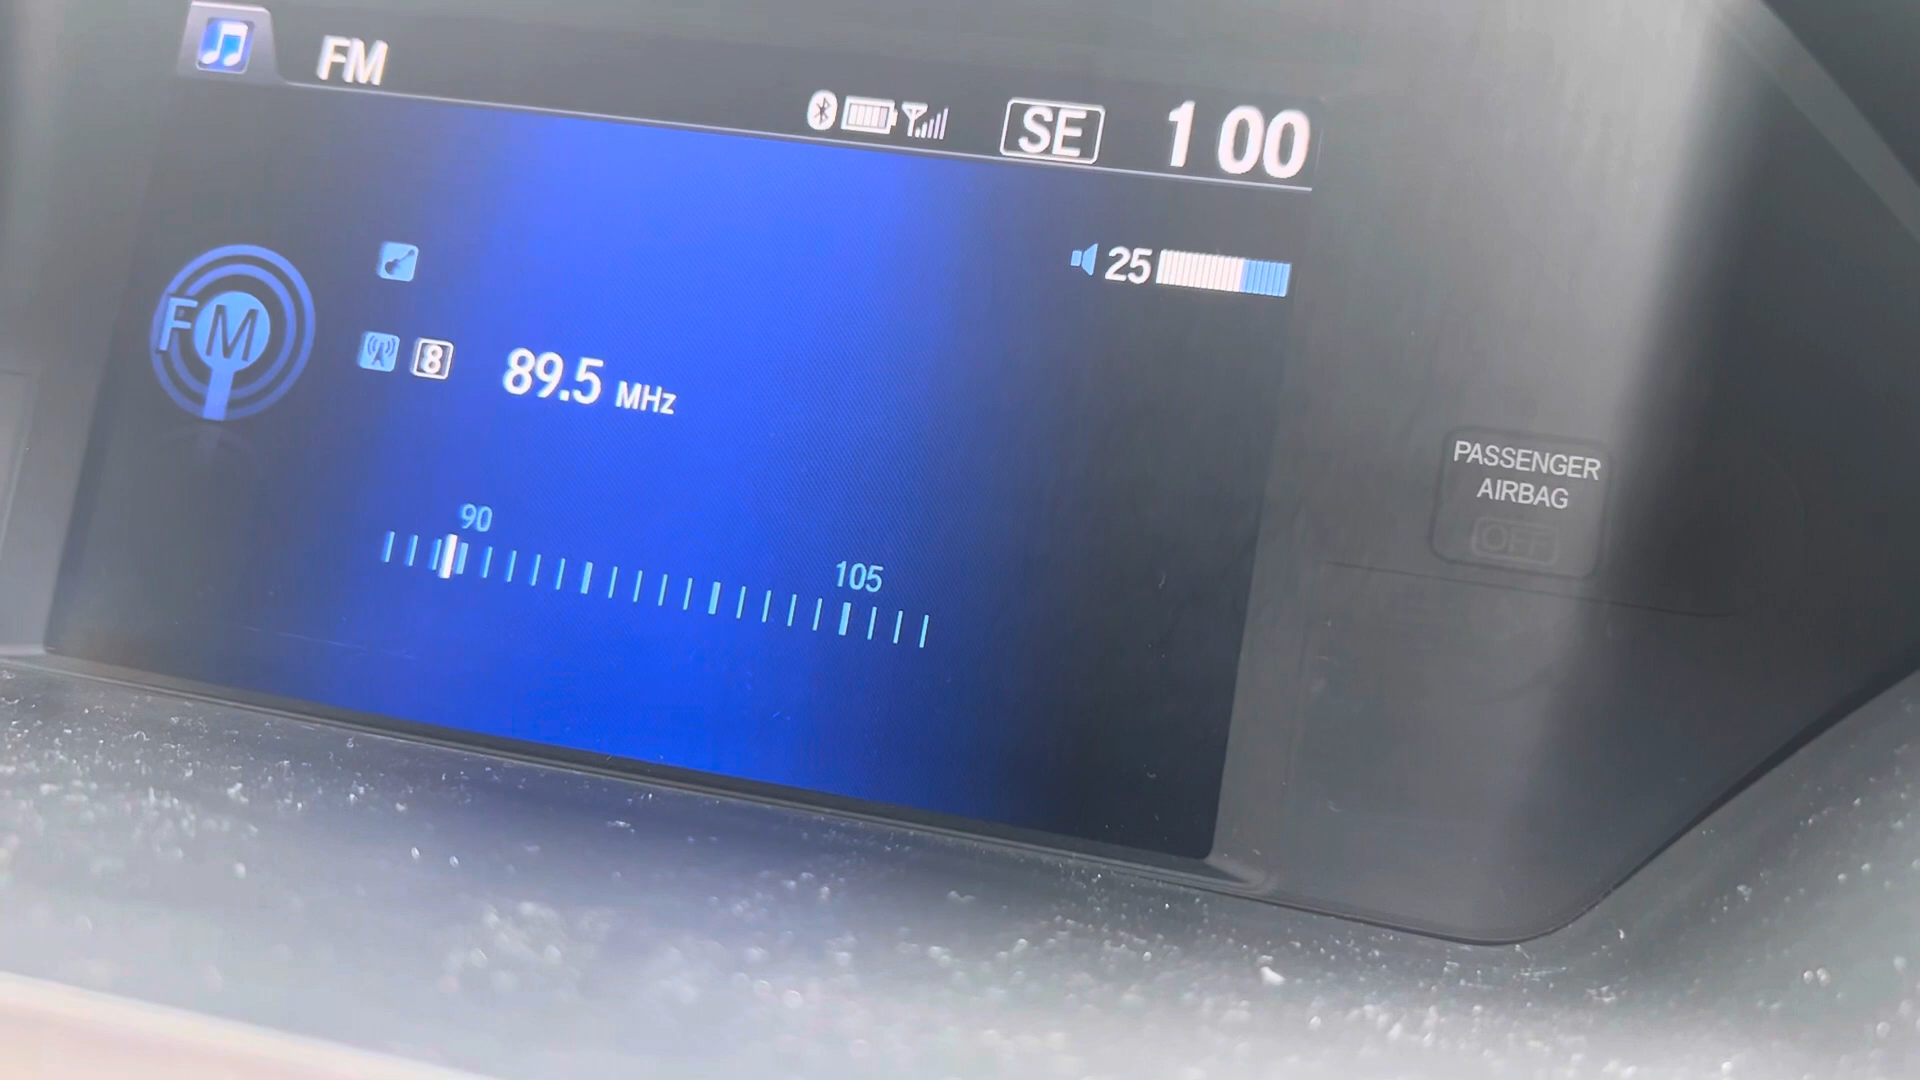 FM
SE 1 00
25
FM
8 89.5 MHz
90
105
PASSENGER
AIRBAG
OFF